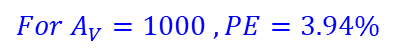 For A_V = 1000 , PE = 3.94%